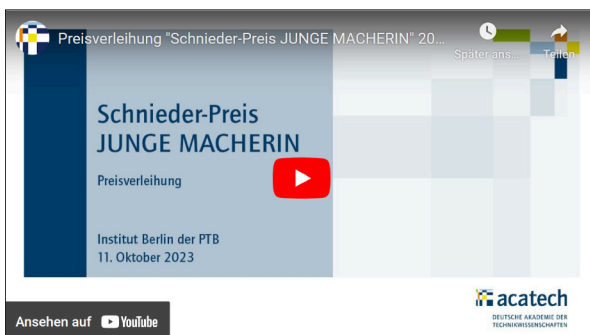 Preisverleihung "Schnieder-Preis JUNGE MACHERIN" 20...
Später ans...
Teilen
Schnieder-Preis
JUNGE MACHERIN
Preisverleihung
Institut Berlin der PTB
11. Oktober 2023
acatech
DEUTSCHE AKADEMIE DER
TECHNIKWISSENSCHAFTEN
Ansehen auf YouTube